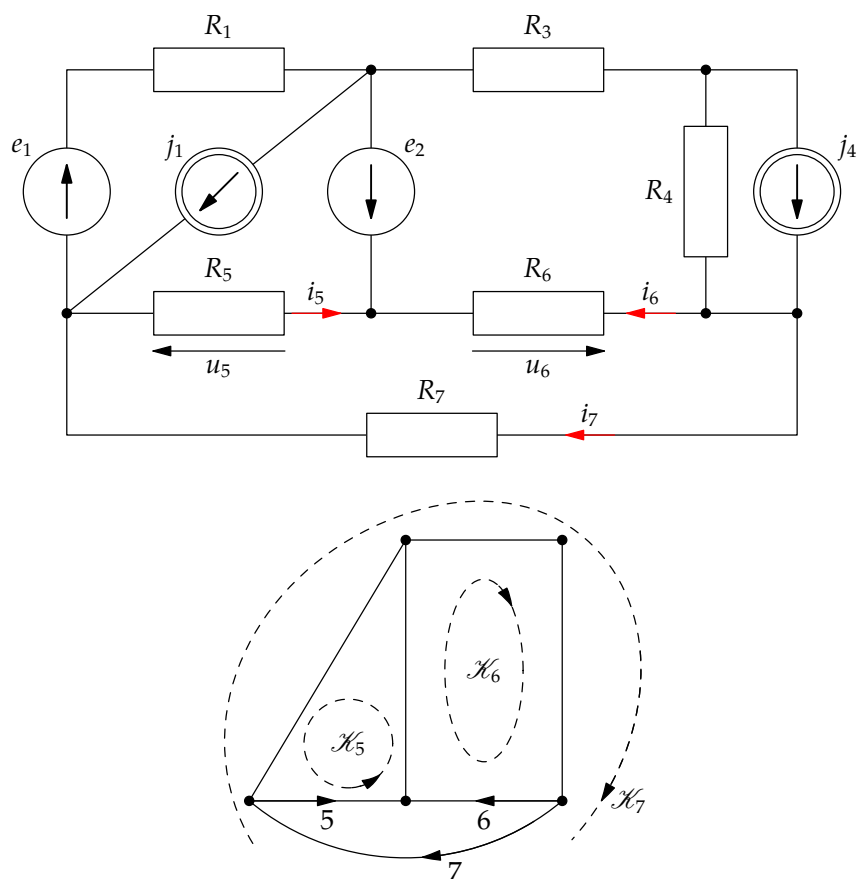 R₁
R₃
e₁
j₁
e₂
R₄
j₄
R₅
i₅
R₆
i₆
u₅
u₆
R₇
i₇
𝒦₆
𝒦₅
𝒦₇
5
6
7